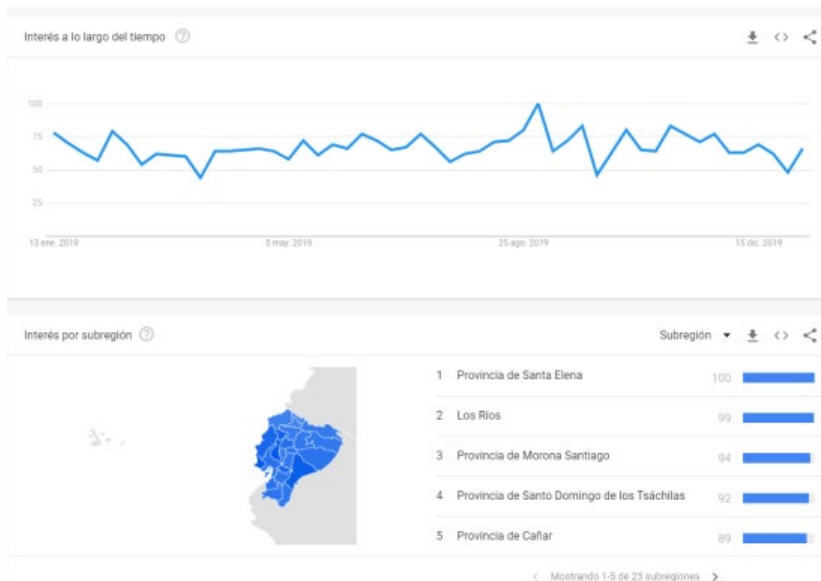 Interés a lo largo del tiempo ?
100
75
50
25
13 ene. 2019 5 may. 2019 25 ago. 2019 15 dic. 2019
Interés por subregión ? Subregión
1 Provincia de Santa Elena 100
2 Los Ríos 99
3 Provincia de Morona Santiago 94
4 Provincia de Santo Domingo de los Tsáchilas 92
5 Provincia de Cañar 89
Mostrando 1-5 de 23 subregiones